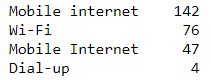 Mobile internet    142
Wi-Fi               76
Mobile Internet     47
Dial-up              4